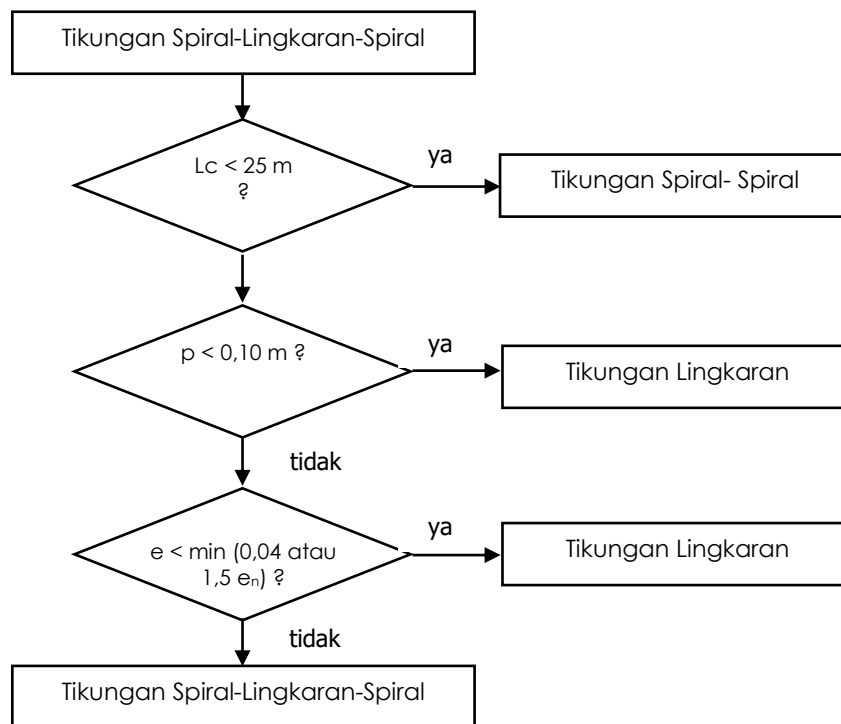 Tikungan Spiral-Lingkaran-Spiral
Lc < 25 m
?
ya
Tikungan Spiral- Spiral
p < 0,10 m ?
ya
Tikungan Lingkaran
tidak
e < min (0,04 atau
1,5 eₙ) ?
ya
Tikungan Lingkaran
tidak
Tikungan Spiral-Lingkaran-Spiral